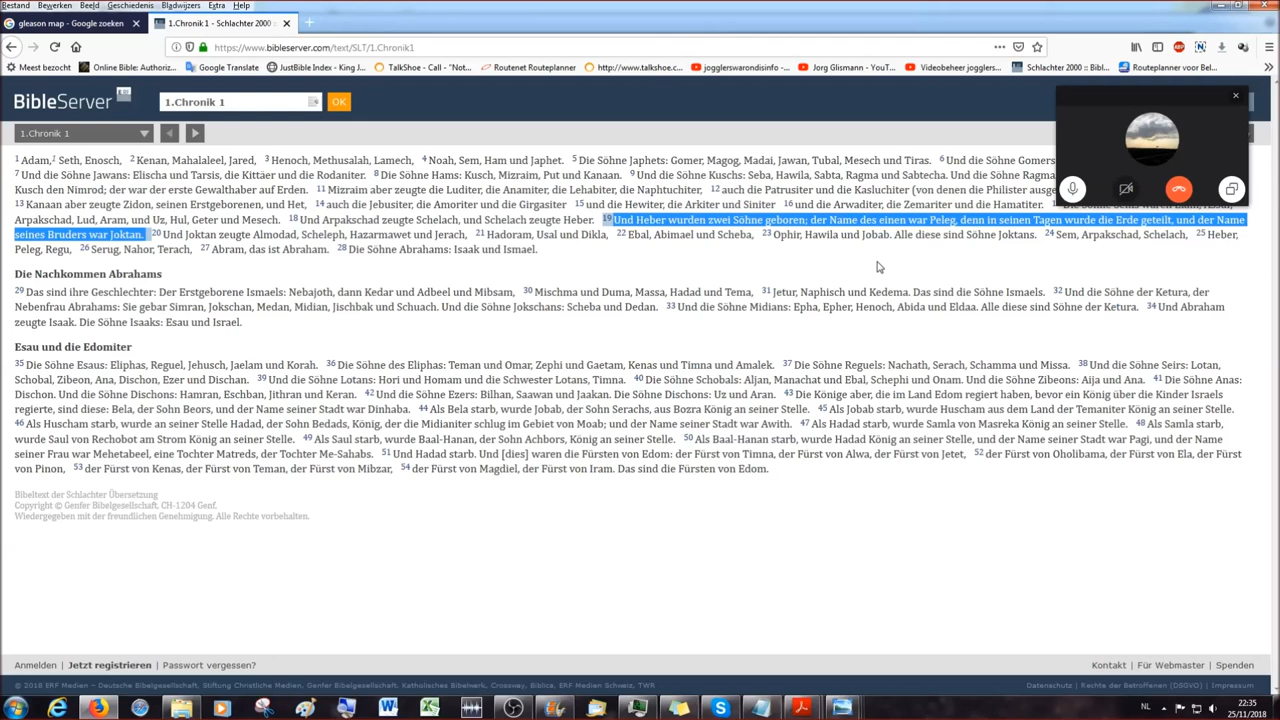 Bestand Bewerken Beeld Geschiedenis Bladwijzers Extra Help
gleason map - Google zoeken
1.Chronik 1 - Schlachter 2000
https://www.bibleserver.com/text/SLT/1.Chronik1
Meest bezocht Online Bible: Authoriz... Google Translate JustBible Index - King J... TalkShoe - Call - "Not... Routenet Routeplanner http://www.talkshoe.c... jogglerswarondisinfo -... Jorg Glismann - YouT... Videobeheer jogglers... Schlachter 2000 :: Bibl... Routeplanner voor Bel...
BibleServer 1.Chronik 1 OK
1.Chronik 1
1 Adam,1 Seth, Enosch, 2 Kenan, Mahalaleel, Jared, 3 Henoch, Methusalah, Lamech, 4 Noah, Sem, Ham und Japhet. 5 Die Söhne Japhets: Gomer, Magog, Madai, Jawan, Tubal, Mesech und Tiras. 6 Und die Söhne Gomers
7 Und die Söhne Jawans: Elischa und Tarsis, die Kittäer und die Rodaniter. 8 Die Söhne Hams: Kusch, Mizraim, Put und Kanaan. 9 Und die Söhne Kuschs: Seba, Hawila, Sabta, Ragma und Sabtecha. Und die Söhne Ragma
Kusch den Nimrod; der war der erste Gewalthaber auf Erden. 11 Mizraim aber zeugte die Luditer, die Anamiter, die Lehabiter, die Naphtuchiter, 12 auch die Patrusiter und die Kasluchiter (von denen die Philister ausge
13 Kanaan aber zeugte Zidon, seinen Erstgeborenen, und Het, 14 auch die Jebusiter, die Amoriter und die Girgasiter 15 und die Hewiter, die Arkiter und Siniter 16 und die Arwaditer, die Zemariter und die Hamatiter.
Arpakschad, Lud, Aram, und Uz, Hul, Geter und Mesech. 18 Und Arpakschad zeugte Schelach, und Schelach zeugte Heber. 19 Und Heber wurden zwei Söhne geboren; der Name des einen war Peleg, denn in seinen Tagen wurde die Erde geteilt, und der Name
seines Bruders war Joktan. 20 Und Joktan zeugte Almodad, Scheleph, Hazarmawet und Jerach, 21 Hadoram, Usal und Dikla, 22 Ebal, Abimael und Scheba, 23 Ophir, Hawila und Jobab. Alle diese sind Söhne Joktans. 24 Sem, Arpakschad, Schelach, 25 Heber,
Peleg, Regu, 26 Serug, Nahor, Terach, 27 Abram, das ist Abraham. 28 Die Söhne Abrahams: Isaak und Ismael.
Die Nachkommen Abrahams
29 Das sind ihre Geschlechter: Der Erstgeborene Ismaels: Nebajoth, dann Kedar und Adbeel und Mibsam, 30 Mischma und Duma, Massa, Hadad und Tema, 31 Jetur, Naphisch und Kedema. Das sind die Söhne Ismaels. 32 Und die Söhne der Ketura, der
Nebenfrau Abrahams: Sie gebar Simran, Jokschan, Medan, Midian, Jischbak und Schuach. Und die Söhne Jokschans: Scheba und Dedan. 33 Und die Söhne Midians: Epha, Epher, Henoch, Abida und Eldaa. Alle diese sind Söhne der Ketura. 34 Und Abraham
zeugte Isaak. Die Söhne Isaaks: Esau und Israel.
Esau und die Edomiter
35 Die Söhne Esaus: Eliphas, Reguel, Jehusch, Jaelam und Korah. 36 Die Söhne des Eliphas: Teman und Omar, Zephi und Gaetam, Kenas und Timna und Amalek. 37 Die Söhne Reguels: Nachath, Serach, Schamma und Missa. 38 Und die Söhne Seirs: Lotan,
Schobal, Zibeon, Ana, Dischon, Ezer und Dischan. 39 Und die Söhne Lotans: Hori und Homam und die Schwester Lotans, Timna. 40 Die Söhne Schobals: Aljan, Manachat und Ebal, Schephi und Onam. Und die Söhne Zibeons: Aija und Ana. 41 Die Söhne Anas:
Dischon. Und die Söhne Dischons: Hamran, Eschban, Jithran und Keran. 42 Und die Söhne Ezers: Bilhan, Saawan und Jaakan. Die Söhne Dischons: Uz und Aran. 43 Die Könige aber, die im Land Edom regiert haben, bevor ein König über die Kinder Israels
regierte, sind diese: Bela, der Sohn Beors, und der Name seiner Stadt war Dinhaba. 44 Als Bela starb, wurde Jobab, der Sohn Serachs, aus Bozra König an seiner Stelle. 45 Als Jobab starb, wurde Huscham aus dem Land der Temaniter König an seiner Stelle.
46 Als Huscham starb, wurde an seiner Stelle Hadad, der Sohn Bedads, König, der die Midianiter schlug im Gebiet von Moab; und der Name seiner Stadt war Awith. 47 Als Hadad starb, wurde Samla von Masreka König an seiner Stelle. 48 Als Samla starb,
wurde Saul von Rechobot am Strom König an seiner Stelle. 49 Als Saul starb, wurde Baal-Hanan, der Sohn Achbors, König an seiner Stelle. 50 Als Baal-Hanan starb, wurde Hadad König an seiner Stelle, und der Name seiner Stadt war Pagi, und der Name
seiner Frau war Mehetabeel, eine Tochter Matreds, der Tochter Me-Sahabs. 51 Und Hadad starb. Und [dies] waren die Fürsten von Edom: der Fürst von Timna, der Fürst von Alwa, der Fürst von Jetet, 52 der Fürst von Oholibama, der Fürst von Ela, der Fürst
von Pinon, 53 der Fürst von Kenas, der Fürst von Teman, der Fürst von Mibzar, 54 der Fürst von Magdiel, der Fürst von Iram. Das sind die Fürsten von Edom.
Bibeltext der Schlachter Übersetzung
Copyright © Genfer Bibelgesellschaft. CH-1204 Genf.
Wiedergegeben mit der freundlichen Genehmigung. Alle Rechte vorbehalten.
Anmelden | Jetzt registrieren | Passwort vergessen? Kontakt | Für Webmaster | Spenden
© 2018 ERF Medien – Deutsche Bibelgesellschaft, Stiftung Christliche Medien, Genfer Bibelgesellschaft, Katholisches Bibelwerk, Crossway, Biblica, ERF Medien Schweiz, TWR Datenschutz | Rechte der Betroffenen (DSGVO) | Impressum
NL 22:35
25/11/2018